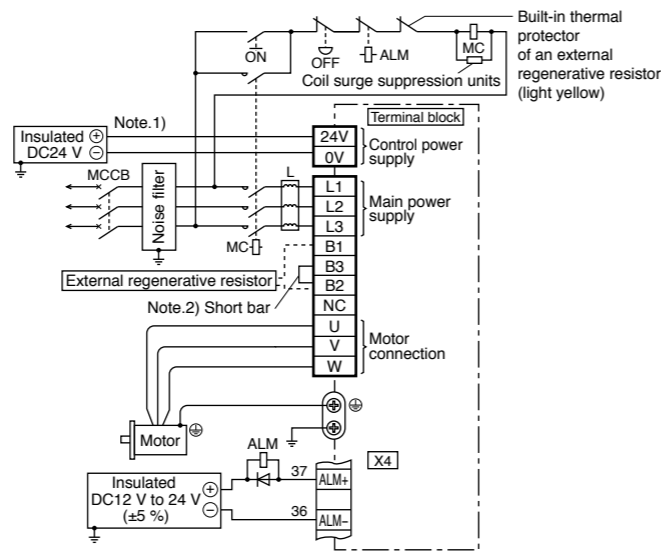 Built-in thermal
protector
of an external
regenerative resistor
(light yellow)
ON
OFF
ALM
MC
Coil surge suppression units
Note.1)
Terminal block
Insulated
DC24 V
24V
0V
Control power
supply
MCCB
Noise filter
L
L1
L2
L3
Main power
supply
MC
B1
External regenerative resistor
B3
B2
Note.2) Short bar
NC
U
V
W
Motor
connection
Motor
ALM
X4
Insulated
DC12 V to 24 V
(±5 %)
37
ALM+
36
ALM−